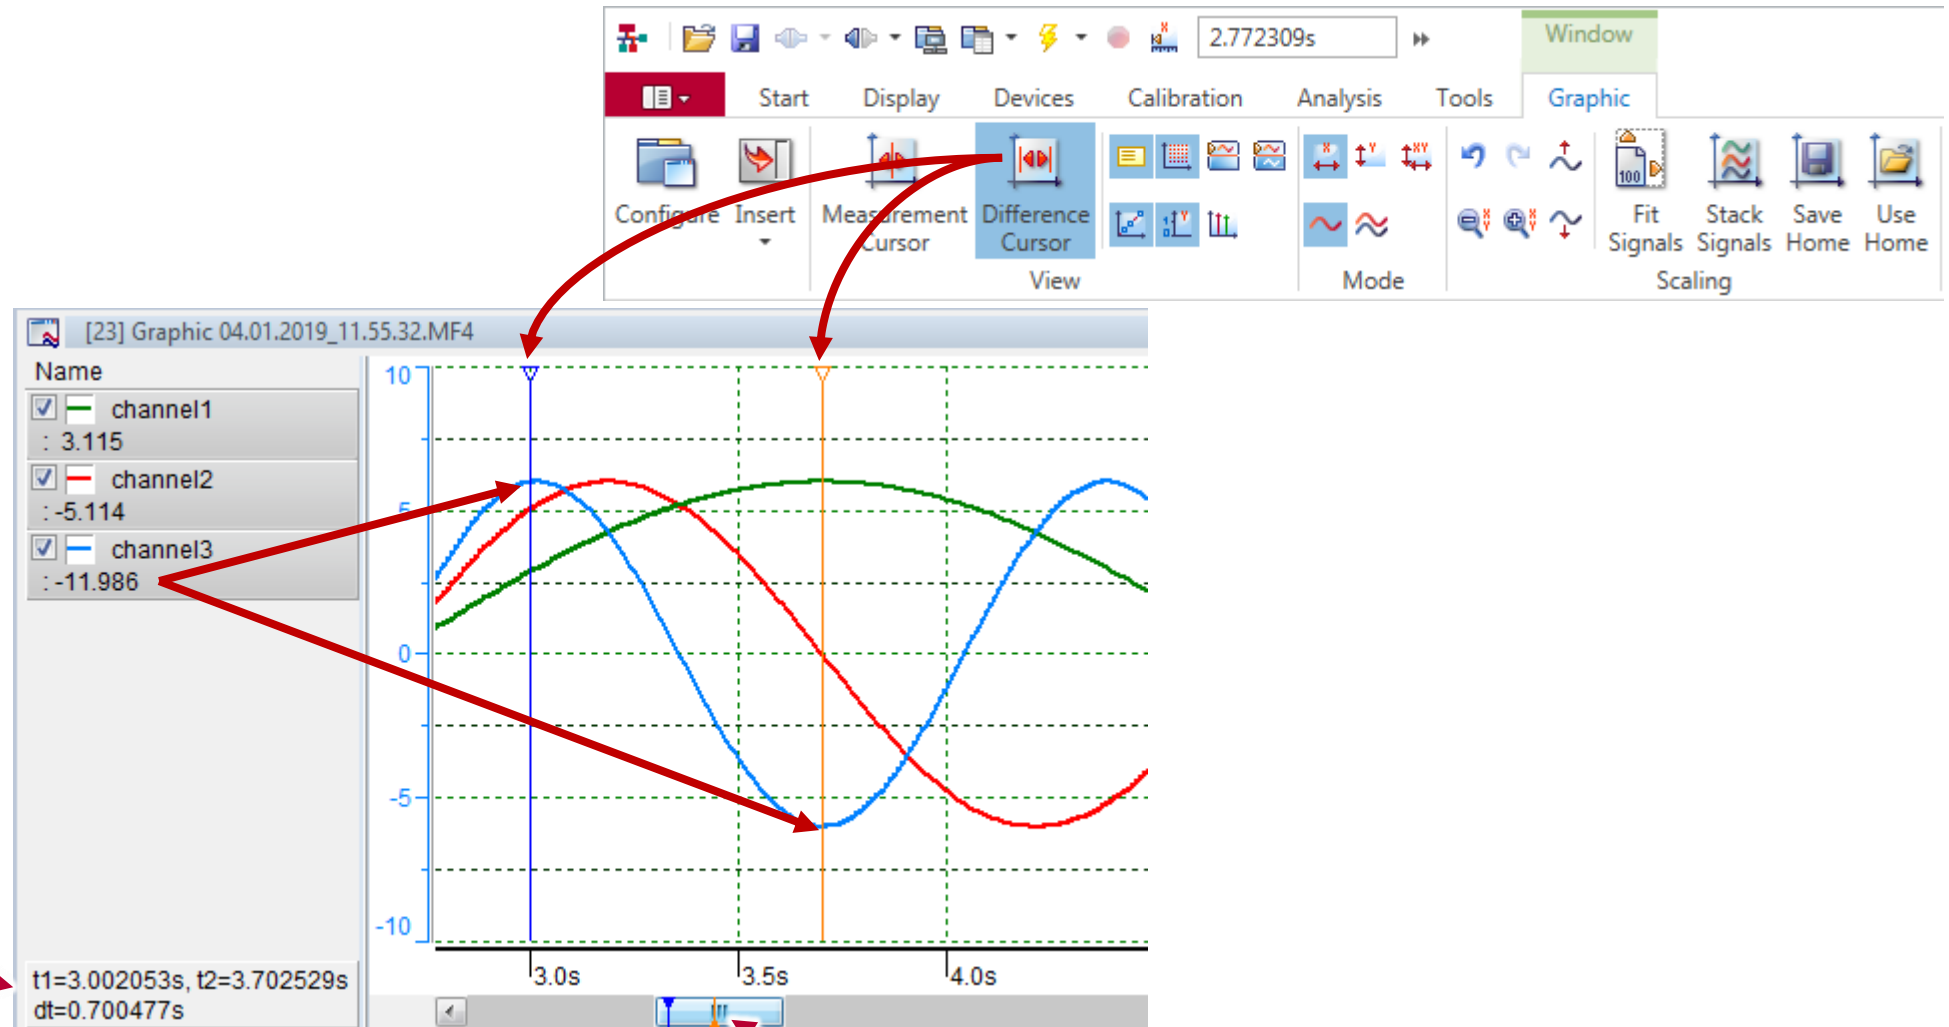 2.772309s
Window
Start Display Devices Calibration Analysis Tools Graphic
Configure Insert Measurement Cursor Difference Cursor Fit Signals Stack Signals Save Home Use Home
100
View Mode Scaling
[23] Graphic 04.01.2019_11.55.32.MF4
Name
channel1
: 3.115
channel2
:-5.114
channel3
:-11.986
10
5
0
-5
-10
3.0s 3.5s 4.0s
t1=3.002053s, t2=3.702529s
dt=0.700477s